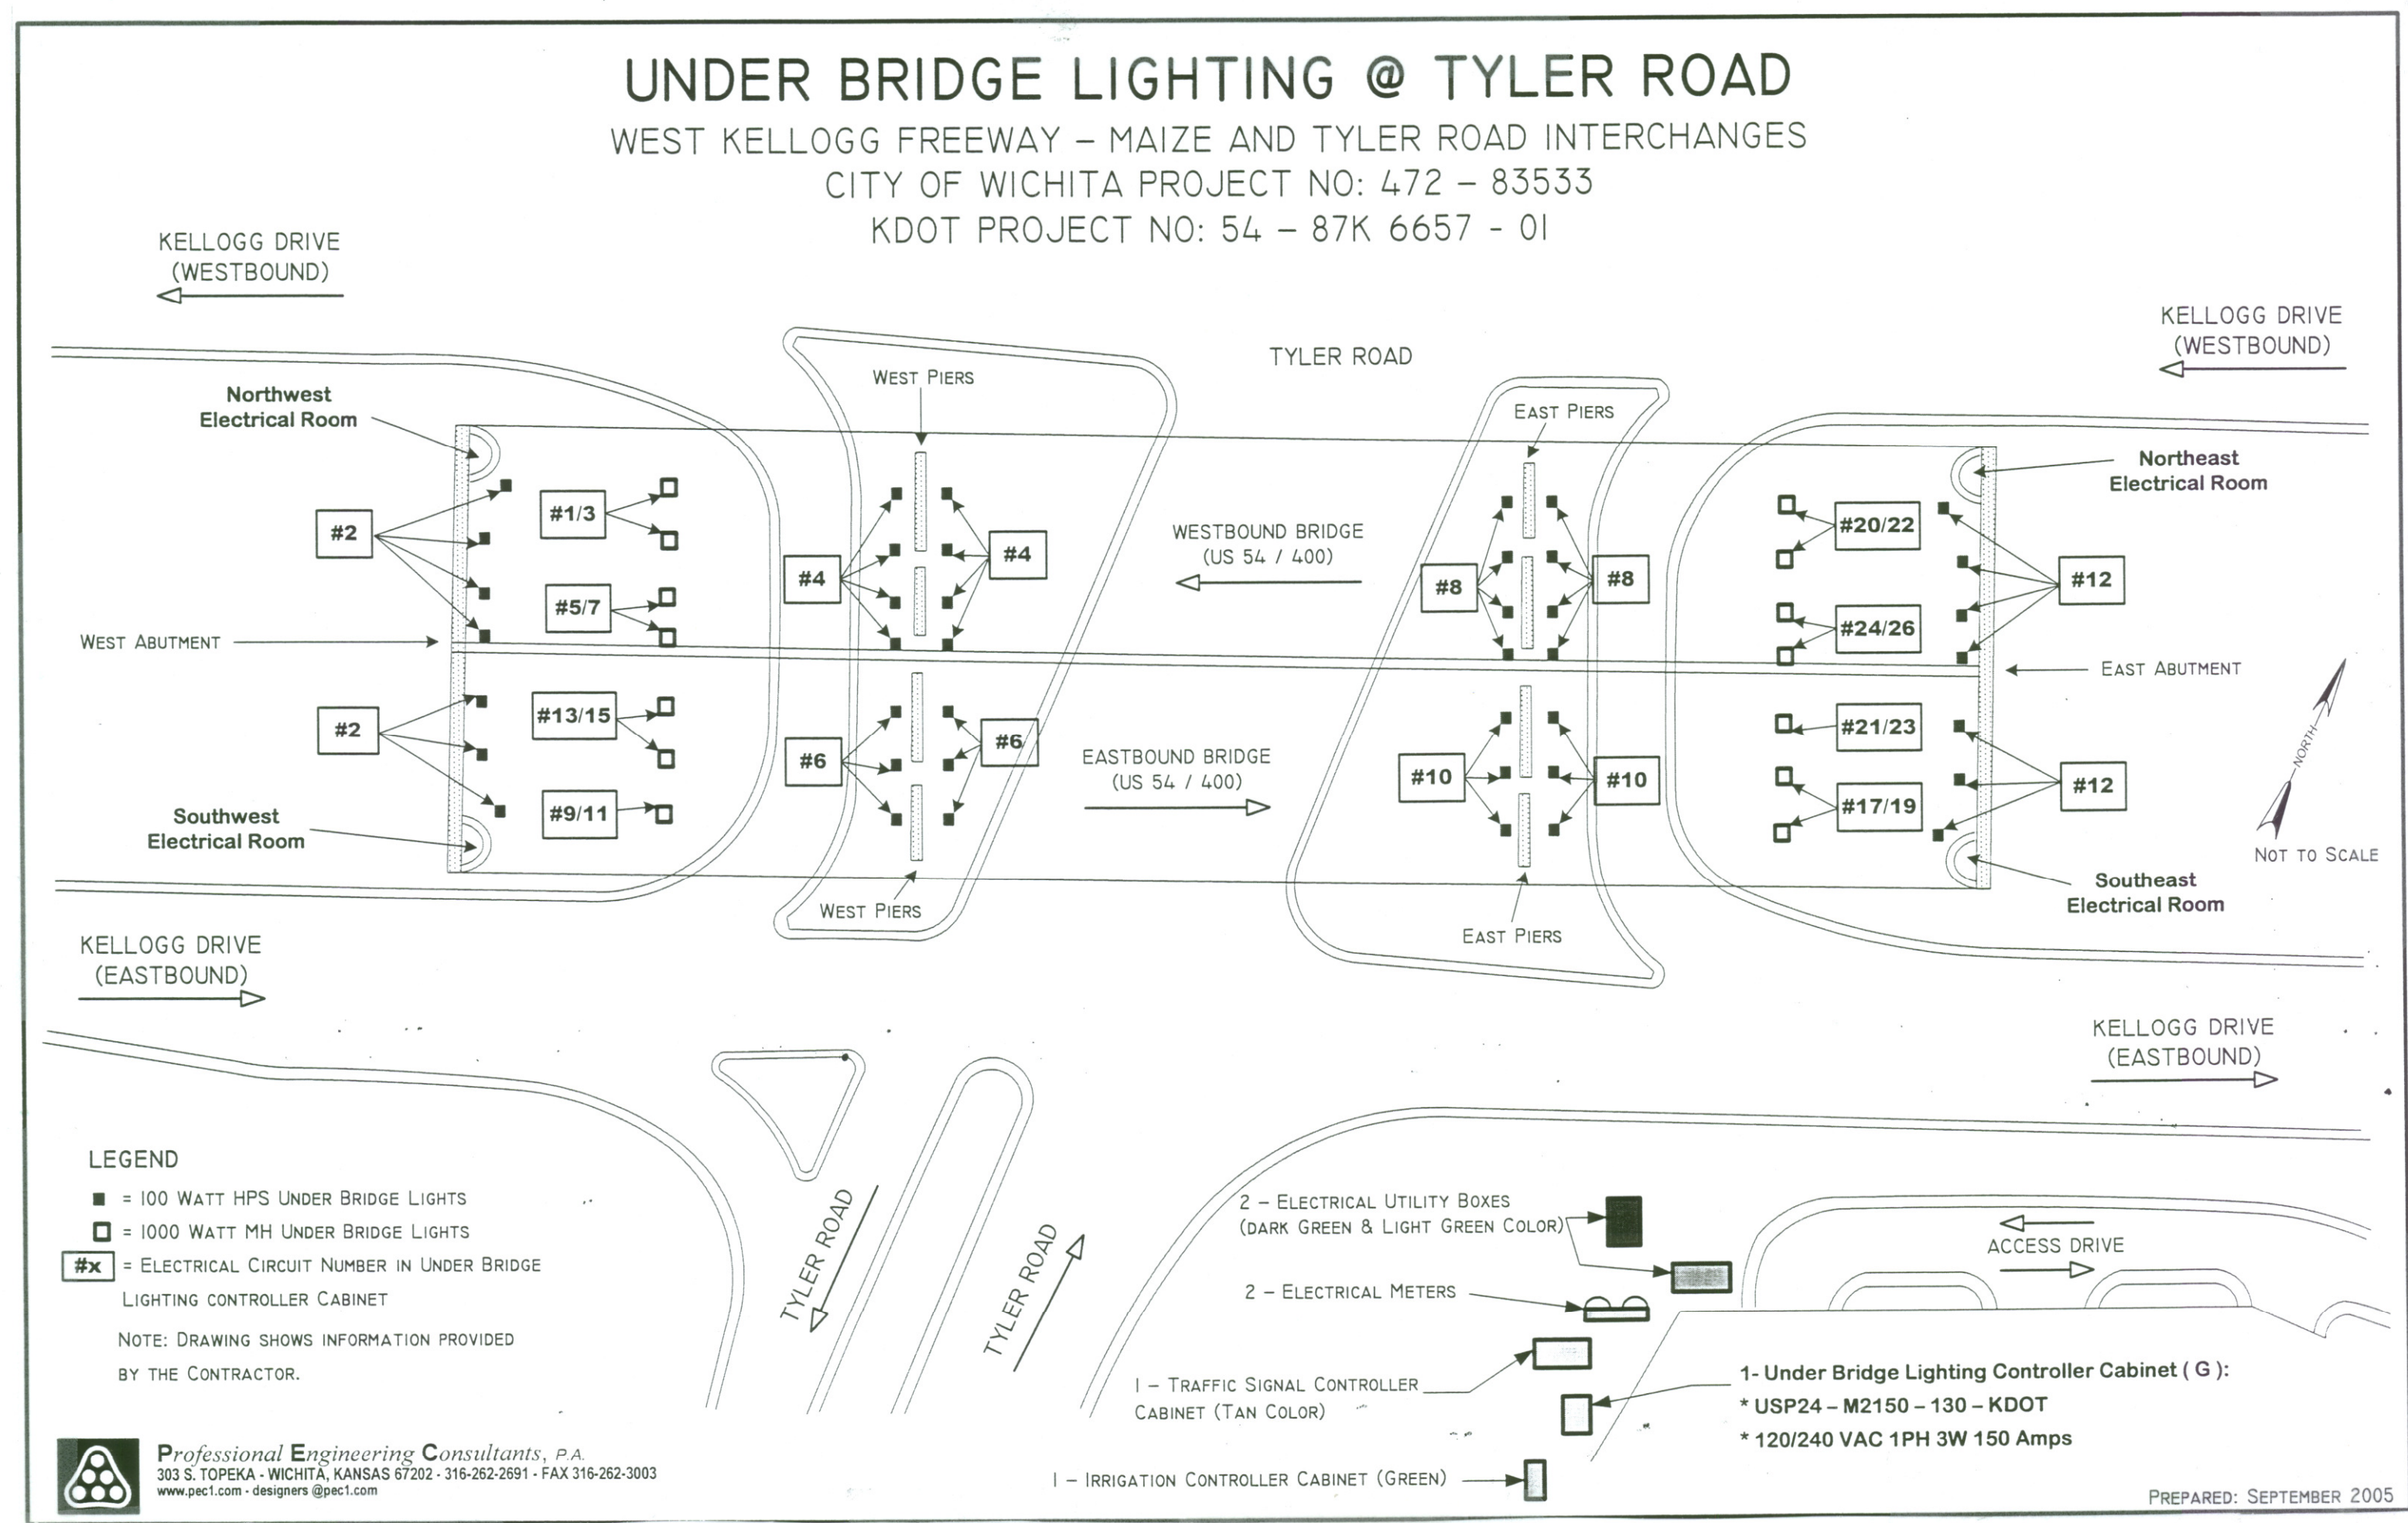 UNDER BRIDGE LIGHTING @ TYLER ROAD
WEST KELLOGG FREEWAY – MAIZE AND TYLER ROAD INTERCHANGES
CITY OF WICHITA PROJECT NO: 472 – 83533
KDOT PROJECT NO: 54 – 87K 6657 - 01
KELLOGG DRIVE
(WESTBOUND)
KELLOGG DRIVE
(WESTBOUND)
TYLER ROAD
WEST PIERS
EAST PIERS
Northwest
Electrical Room
Northeast
Electrical Room
#2
#1/3
#5/7
#4
#4
WESTBOUND BRIDGE
(US 54 / 400)
#8
#8
#20/22
#24/26
#12
WEST ABUTMENT
EAST ABUTMENT
#2
#13/15
#9/11
#6
#6
EASTBOUND BRIDGE
(US 54 / 400)
#10
#10
#21/23
#17/19
#12
NORTH
NOT TO SCALE
Southwest
Electrical Room
Southeast
Electrical Room
WEST PIERS
EAST PIERS
KELLOGG DRIVE
(EASTBOUND)
KELLOGG DRIVE
(EASTBOUND)
LEGEND
= 100 WATT HPS UNDER BRIDGE LIGHTS
= 1000 WATT MH UNDER BRIDGE LIGHTS
#x = ELECTRICAL CIRCUIT NUMBER IN UNDER BRIDGE
LIGHTING CONTROLLER CABINET
NOTE: DRAWING SHOWS INFORMATION PROVIDED
BY THE CONTRACTOR.
TYLER ROAD
TYLER ROAD
2 – ELECTRICAL UTILITY BOXES
(DARK GREEN & LIGHT GREEN COLOR)
2 – ELECTRICAL METERS
1 – TRAFFIC SIGNAL CONTROLLER
CABINET (TAN COLOR)
1 – IRRIGATION CONTROLLER CABINET (GREEN)
ACCESS DRIVE
1- Under Bridge Lighting Controller Cabinet ( G ):
* USP24 – M2150 – 130 – KDOT
* 120/240 VAC 1PH 3W 150 Amps
Professional Engineering Consultants, P.A.
303 S. TOPEKA - WICHITA, KANSAS 67202 - 316-262-2691 - FAX 316-262-3003
www.pec1.com - designers @pec1.com
PREPARED: SEPTEMBER 2005